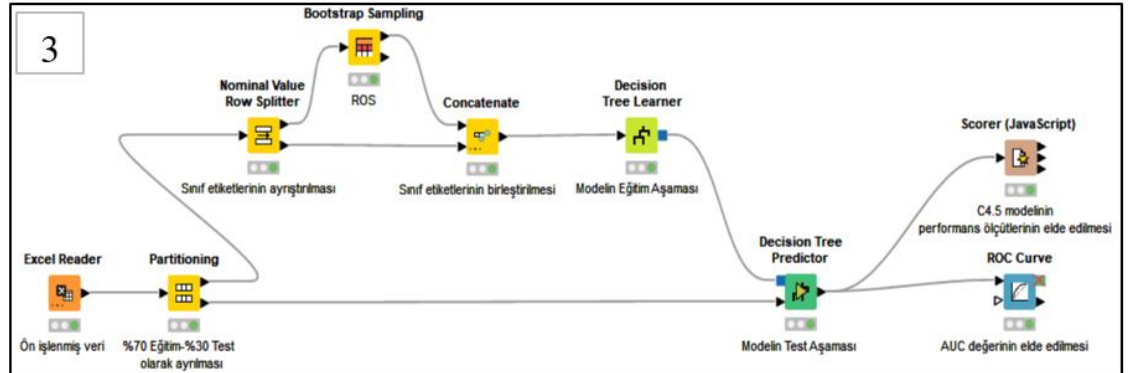 3
Bootstrap Sampling
ROS
Nominal Value
Row Splitter
Sınıf etiketlerinin ayrıştırılması
Concatenate
Sınıf etiketlerinin birleştirilmesi
Decision
Tree Learner
Modelin Eğitim Aşaması
Scorer (JavaScript)
C4.5 modelinin
performans ölçütlerinin elde edilmesi
Excel Reader
Ön işlenmiş veri
Partitioning
%70 Eğitim-%30 Test
olarak ayrılması
Decision Tree
Predictor
Modelin Test Aşaması
ROC Curve
AUC değerinin elde edilmesi